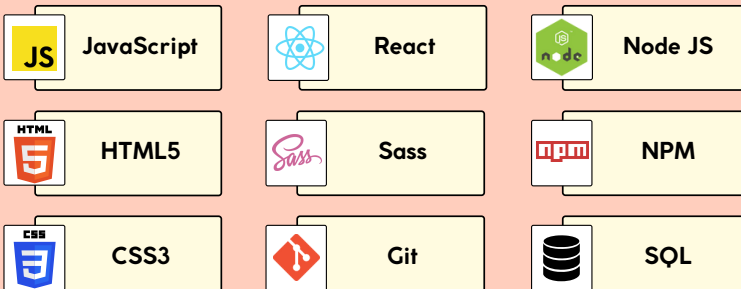 JS JavaScript
React
JS node Node JS
HTML 5 HTML5
Sass Sass
npm NPM
CSS 3 CSS3
Git
SQL